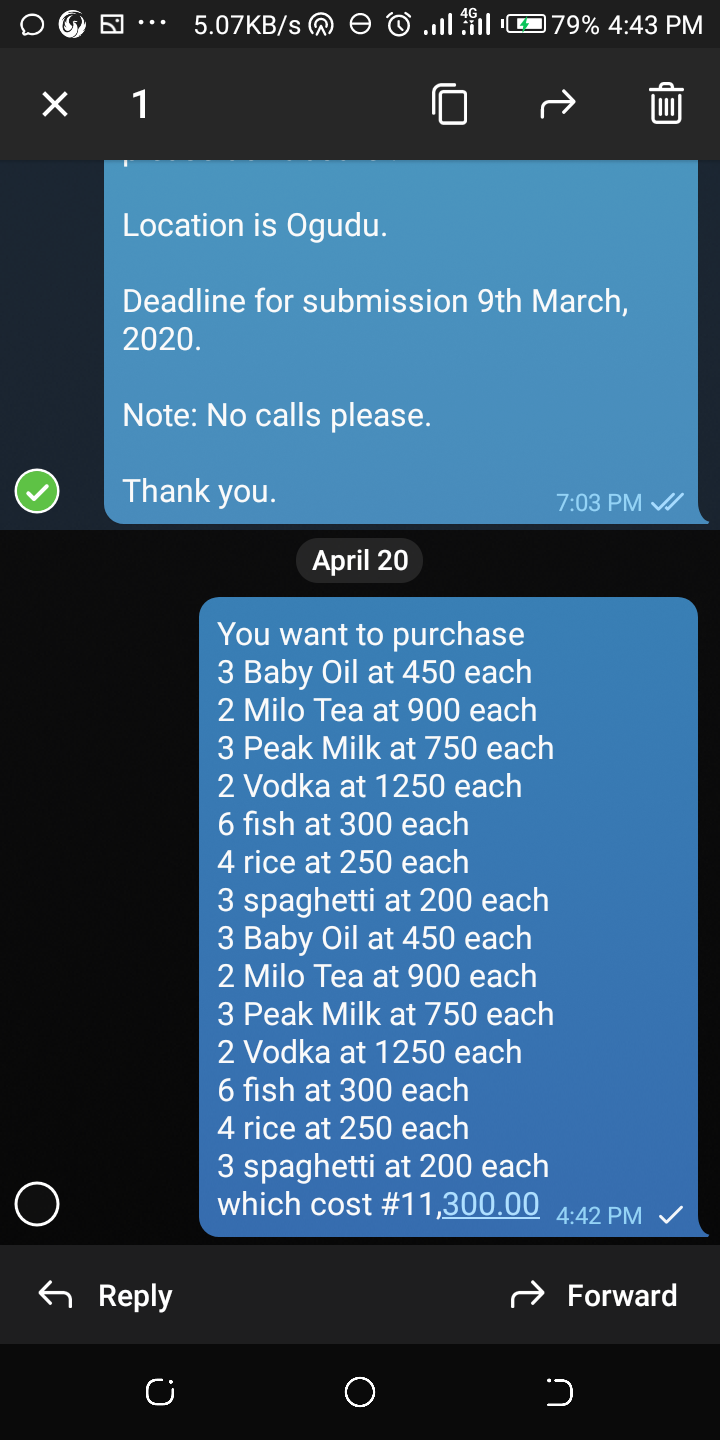 5.07KB/s 4G 79% 4:43 PM
1
Location is Ogudu.
Deadline for submission 9th March,
2020.
Note: No calls please.
Thank you.
7:03 PM
April 20
You want to purchase
3 Baby Oil at 450 each
2 Milo Tea at 900 each
3 Peak Milk at 750 each
2 Vodka at 1250 each
6 fish at 300 each
4 rice at 250 each
3 spaghetti at 200 each
3 Baby Oil at 450 each
2 Milo Tea at 900 each
3 Peak Milk at 750 each
2 Vodka at 1250 each
6 fish at 300 each
4 rice at 250 each
3 spaghetti at 200 each
which cost #11,300.00
4:42 PM
Reply
Forward